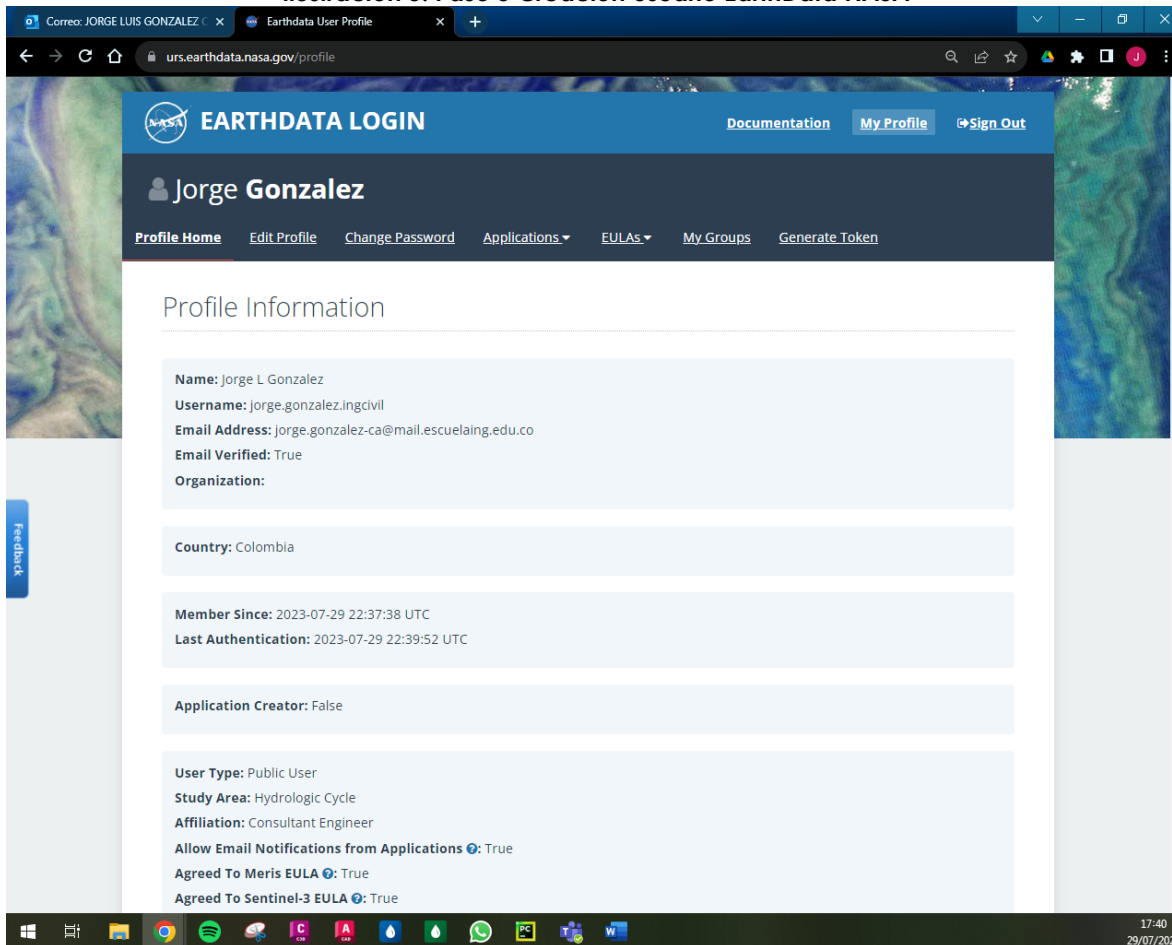 Correo: JORGE LUIS GONZALEZ C
Earthdata User Profile
urs.earthdata.nasa.gov/profile
J
NASA
EARTHDATA LOGIN
Documentation
My Profile
Sign Out
Jorge Gonzalez
Profile Home
Edit Profile
Change Password
Applications
EULAs
My Groups
Generate Token
Profile Information
Name: Jorge L Gonzalez
Username: jorge.gonzalez.ingcivil
Email Address: jorge.gonzalez-ca@mail.escuelaing.edu.co
Email Verified: True
Organization:
Feedback
Country: Colombia
Member Since: 2023-07-29 22:37:38 UTC
Last Authentication: 2023-07-29 22:39:52 UTC
Application Creator: False
User Type: Public User
Study Area: Hydrologic Cycle
Affiliation: Consultant Engineer
Allow Email Notifications from Applications ?: True
Agreed To Meris EULA ?: True
Agreed To Sentinel-3 EULA ?: True
17:40
29/07/20